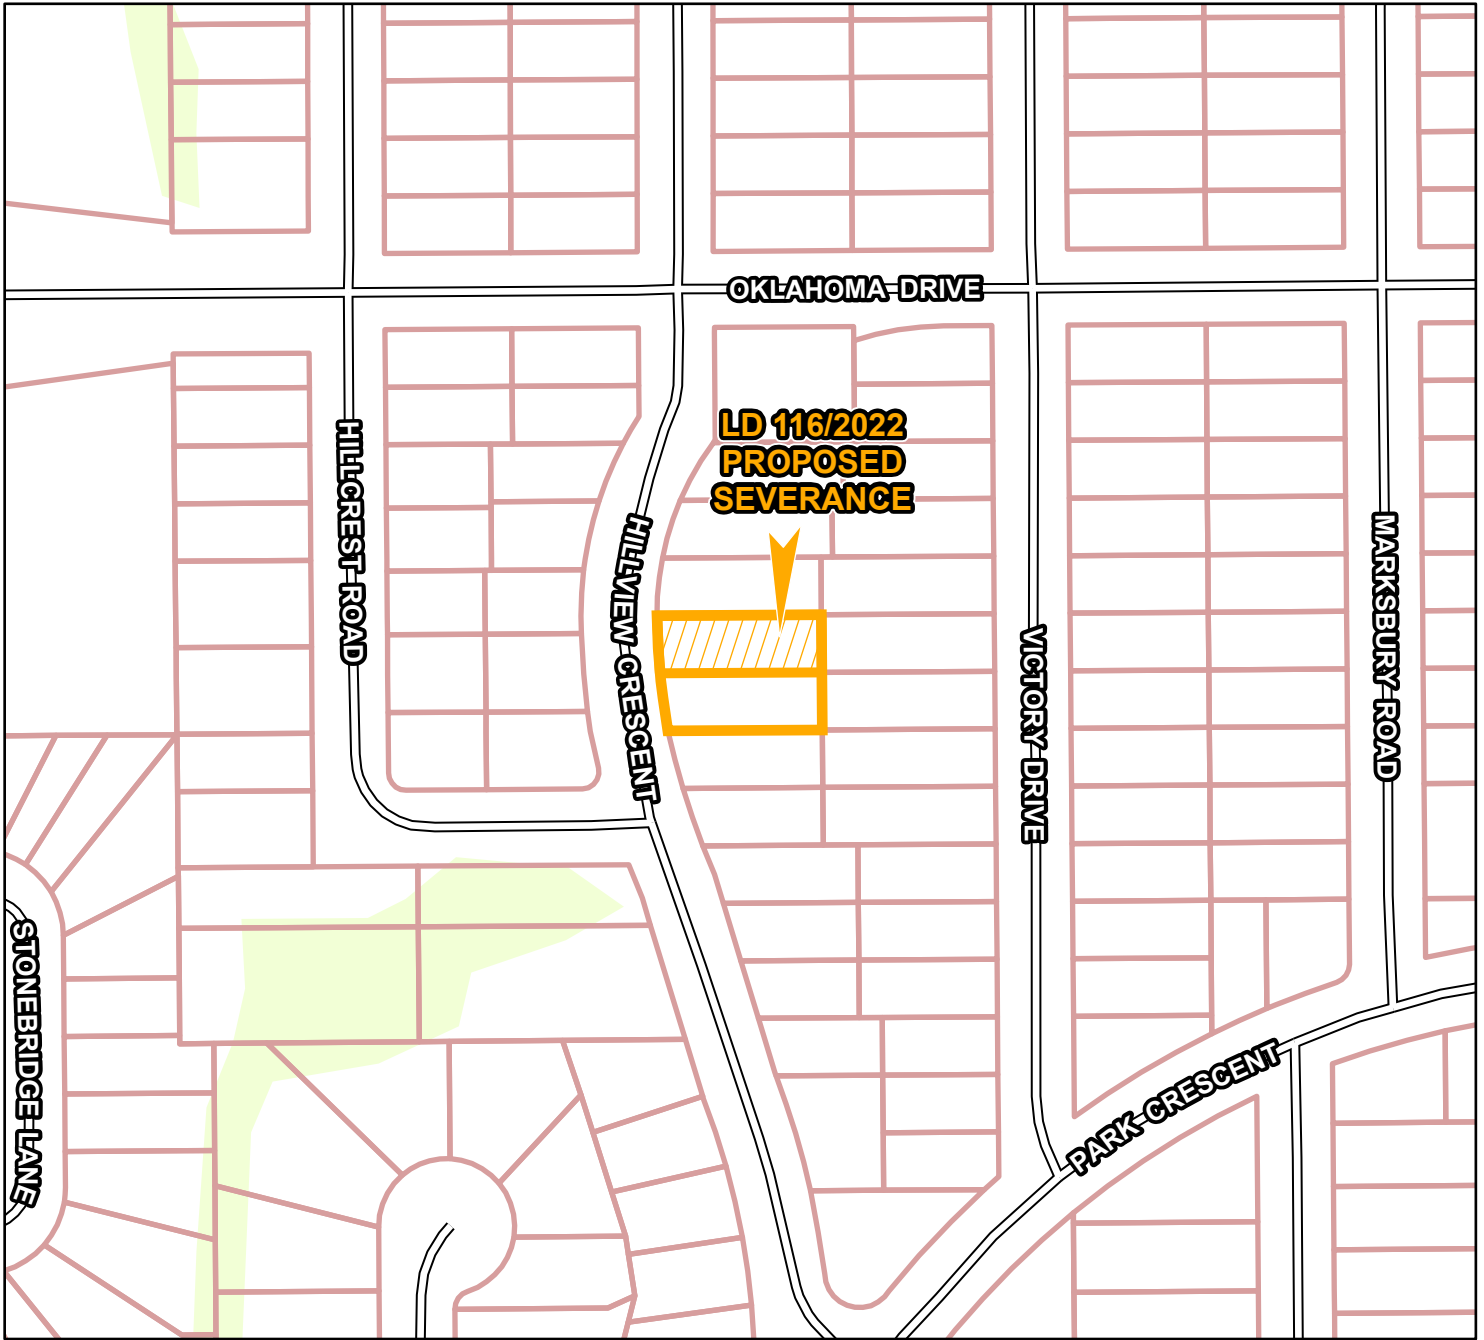 OKLAHOMA DRIVE
LD 116/2022
PROPOSED
SEVERANCE
HILLCREST ROAD
HILLVIEW CRESCENT
VICTORY DRIVE
MARKSBURY ROAD
STONEBRIDGE LANE
PARK CRESCENT